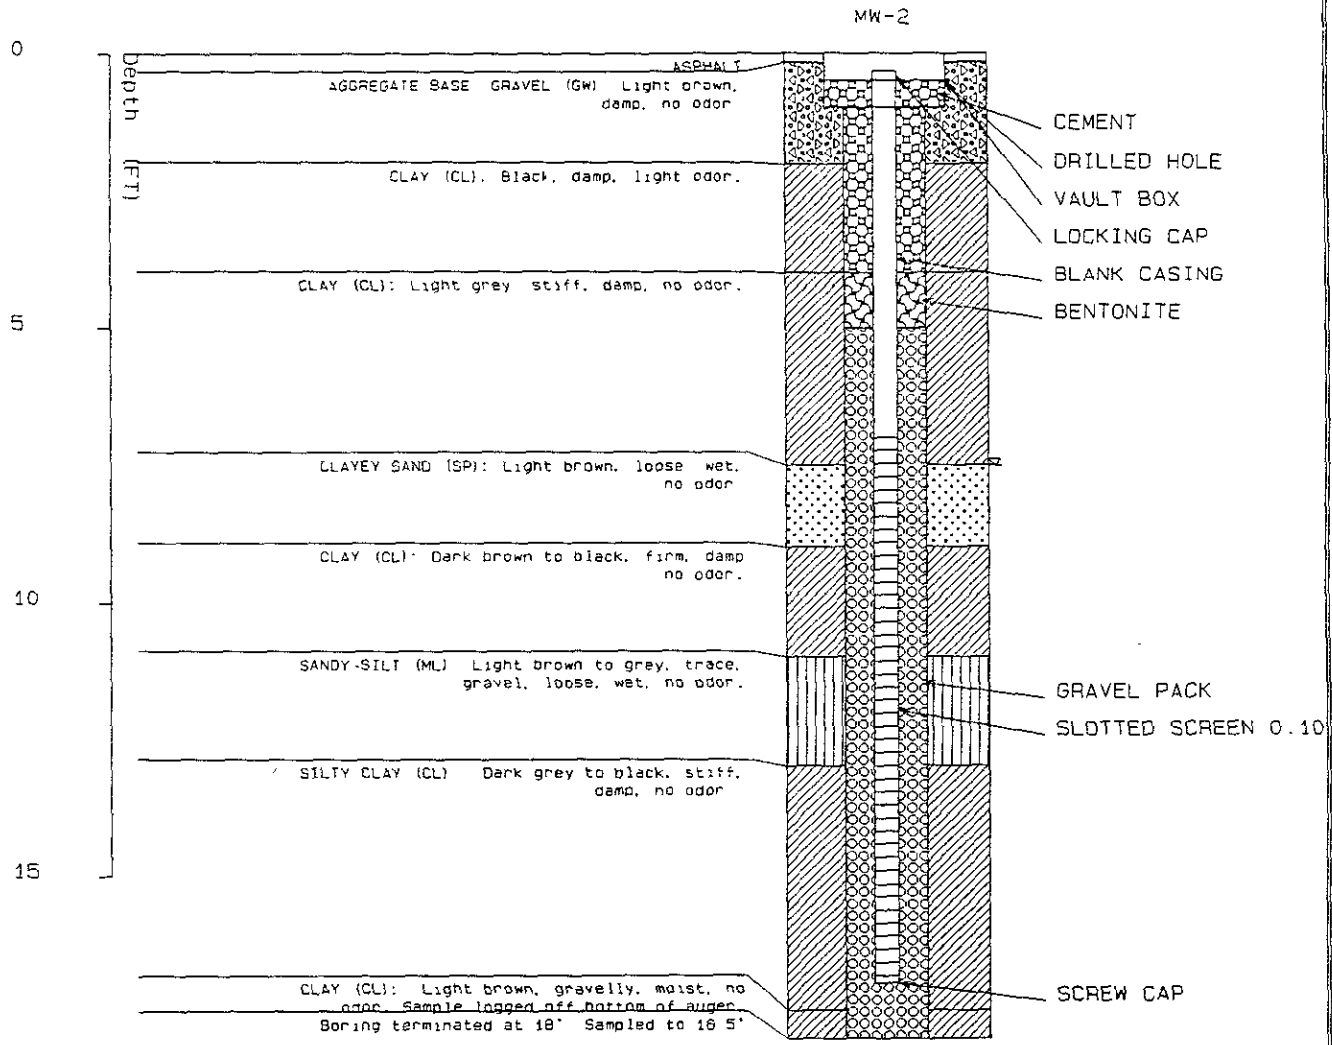 MW-2
0
Depth (FT)
ASPHALT
AGGREGATE BASE GRAVEL (GW) Light brown,
damp, no odor
CLAY (CL). Black, damp, light odor.
CLAY (CL): Light grey stiff, damp, no odor.
5
CLAYEY SAND (SP): Light brown, loose wet,
no odor
CLAY (CL): Dark brown to black, firm, damp
no odor.
10
SANDY-SILT (ML) Light brown to grey, trace,
gravel, loose, wet, no odor.
SILTY CLAY (CL) Dark grey to black, stiff,
damp, no odor
15
CLAY (CL): Light brown, gravelly, moist, no
odor. Sample logged off bottom of auger.
Boring terminated at 18' Sampled to 16 5'
CEMENT
DRILLED HOLE
VAULT BOX
LOCKING CAP
BLANK CASING
BENTONITE
GRAVEL PACK
SLOTTED SCREEN 0.10
SCREW CAP